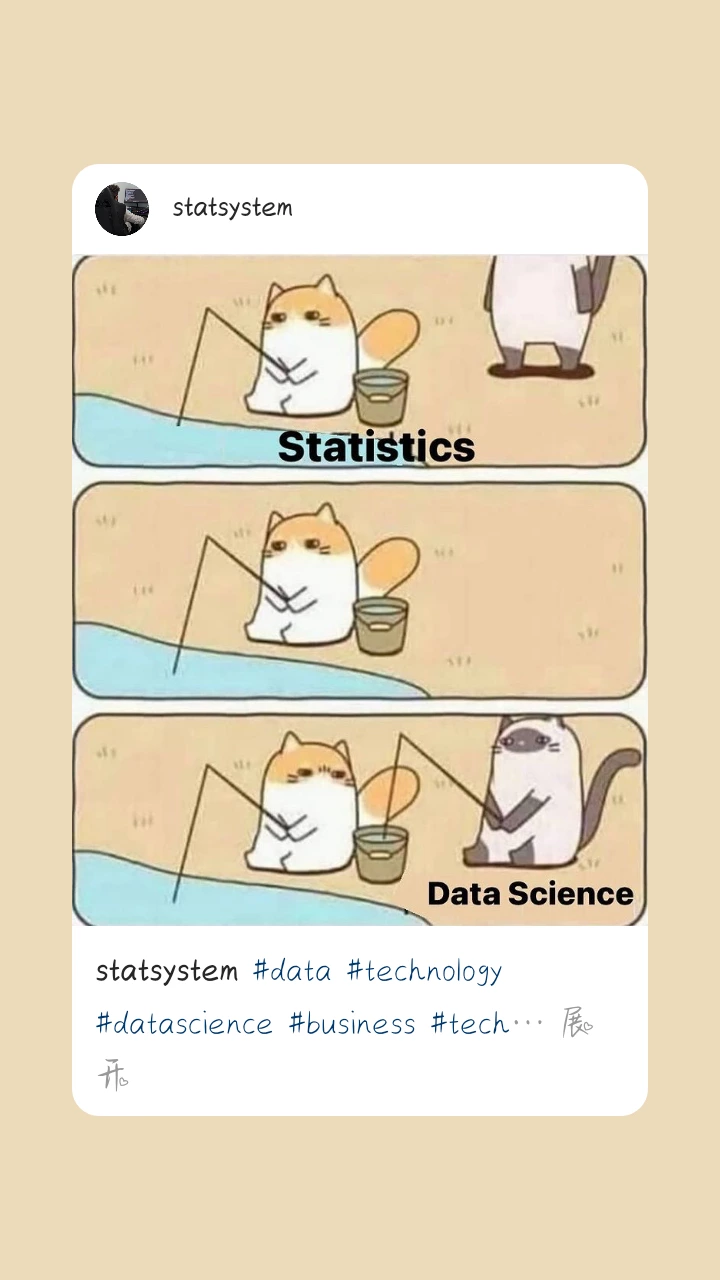 statsystem
Statistics
Data Science
statsystem #data #technology
#datascience #business #tech… 展
开